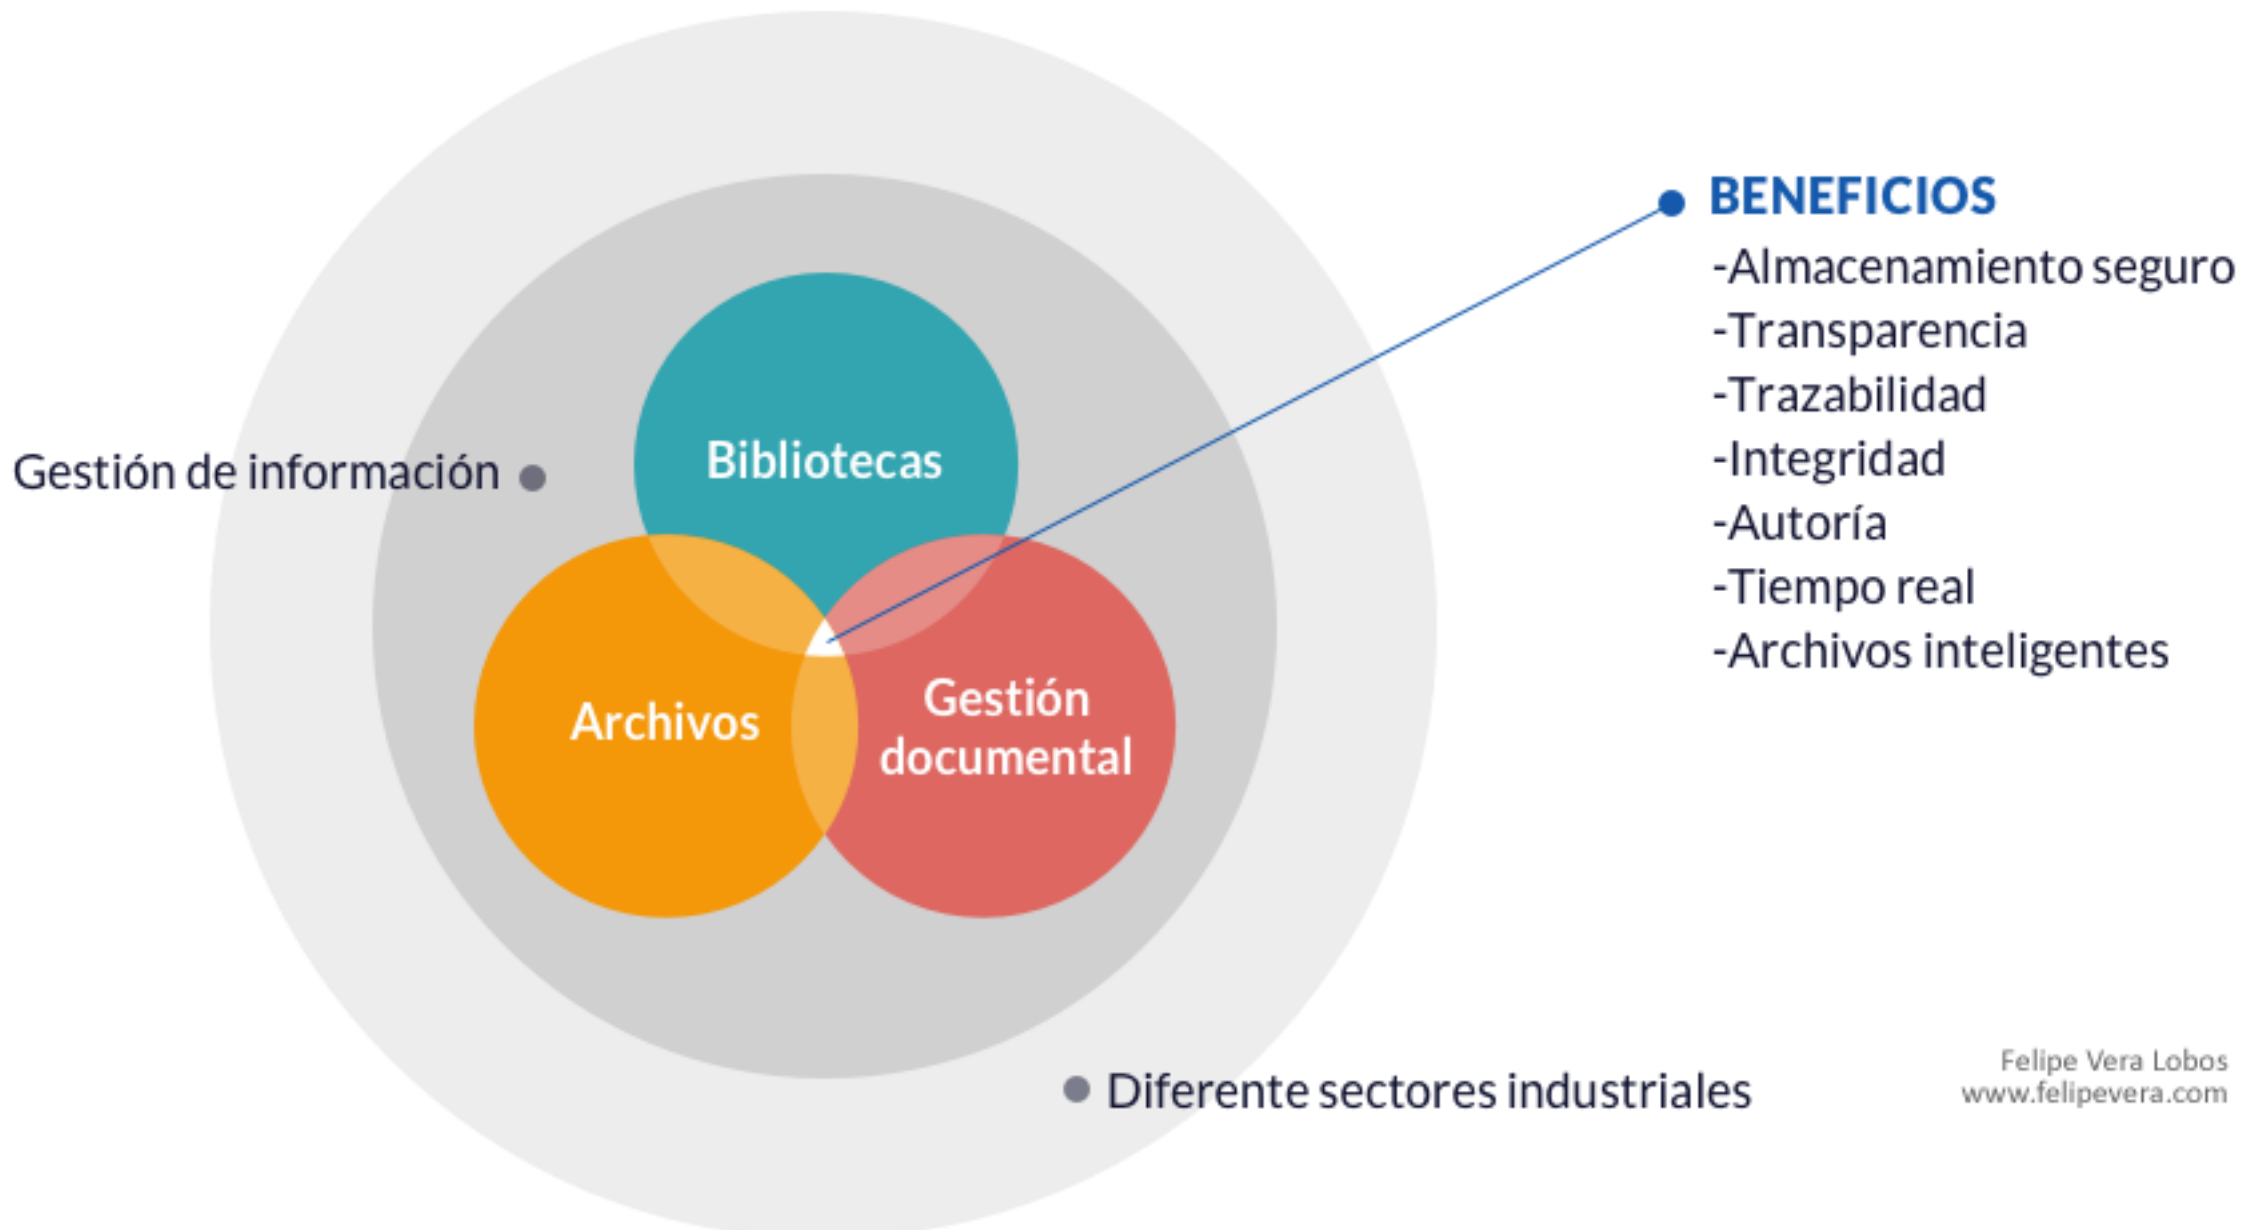 Gestión de información
Bibliotecas
Archivos
Gestión
documental
BENEFICIOS
-Almacenamiento seguro
-Transparencia
-Trazabilidad
-Integridad
-Autoría
-Tiempo real
-Archivos inteligentes
Diferente sectores industriales
Felipe Vera Lobos
www.felipevera.com